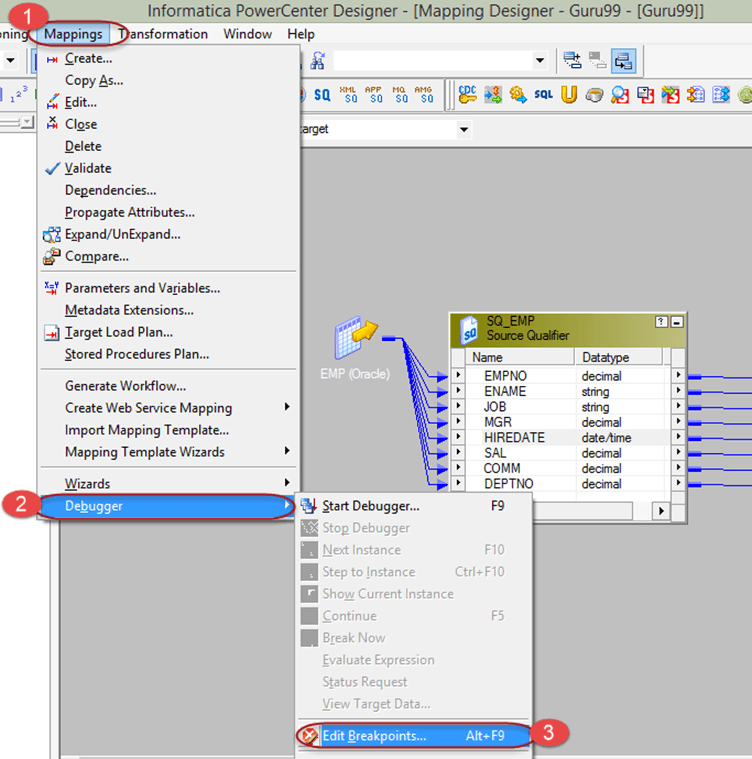 Informatica PowerCenter Designer - [Mapping Designer - Guru99 - [Guru99]]
1
oning Mappings Transformation Window Help
SQ XML SQ APP SQ MQ SQ AMG SQ CDC SQL
target
Create...
Copy As...
Edit...
Close
Delete
Validate
Dependencies...
Propagate Attributes...
Expand/UnExpand...
Compare...
Parameters and Variables...
Metadata Extensions...
Target Load Plan...
Stored Procedures Plan...
Generate Workflow...
Create Web Service Mapping
Import Mapping Template...
Mapping Template Wizards
Wizards
2 Debugger
Start Debugger... F9
Stop Debugger
Next Instance F10
Step to Instance Ctrl+F10
Show Current Instance
Continue F5
Break Now
Evaluate Expression
Status Request
View Target Data...
Edit Breakpoints... Alt+F9 3
EMP (Oracle)
SQ
SQ_EMP
Source Qualifier
Name Datatype
EMPNO decimal
ENAME string
JOB string
MGR decimal
HIREDATE date/time
SAL decimal
COMM decimal
DEPTNO decimal